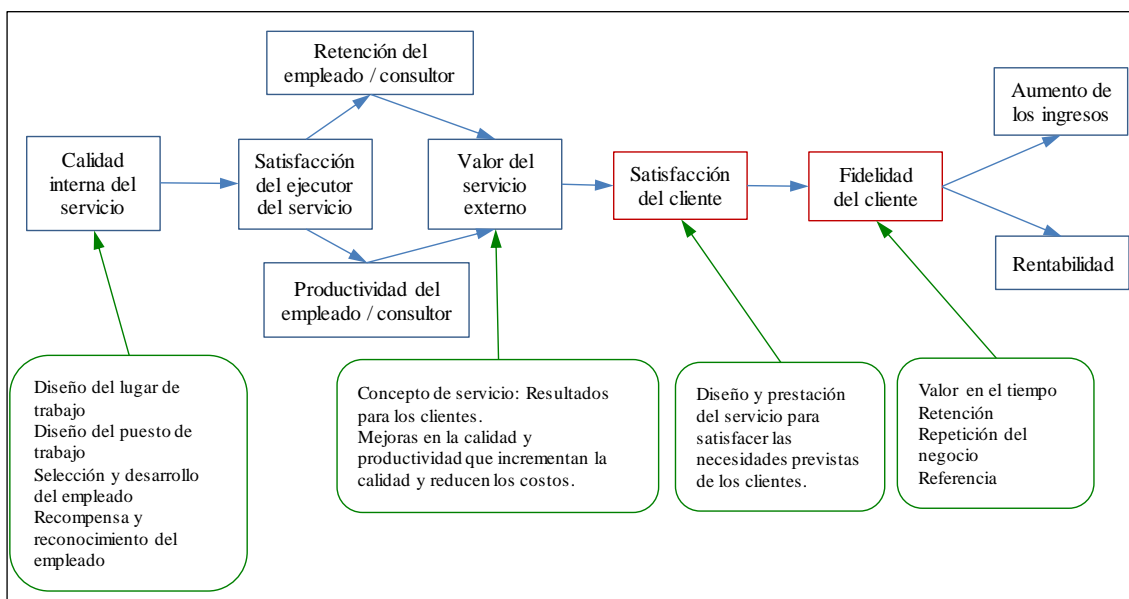 Retención del
empleado / consultor
Aumento de
los ingresos
Calidad
interna del
servicio
Satisfacción
del ejecutor
del servicio
Valor del
servicio
externo
Satisfacción
del cliente
Fidelidad
del cliente
Productividad del
empleado / consultor
Rentabilidad
Diseño del lugar de
trabajo
Diseño del puesto de
trabajo
Selección y desarrollo
del empleado
Recompensa y
reconocimiento del
empleado
Concepto de servicio: Resultados
para los clientes.
Mejoras en la calidad y
productividad que incrementan la
calidad y reducen los costos.
Diseño y prestación
del servicio para
satisfacer las
necesidades previstas
de los clientes.
Valor en el tiempo
Retención
Repetición del
negocio
Referencia